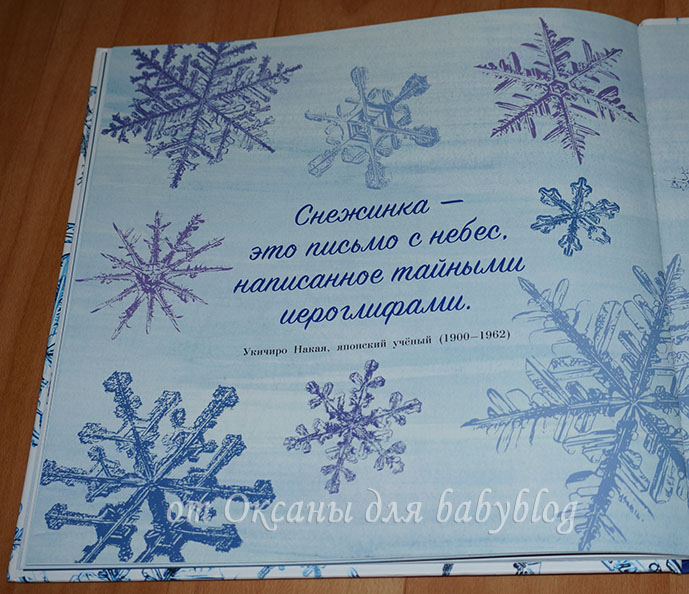 Снежинка —
это письмо с небес,
написанное тайными
иероглифами.
Укичиро Накая, японский учёный (1900—1962)
от Оксаны для babyblog